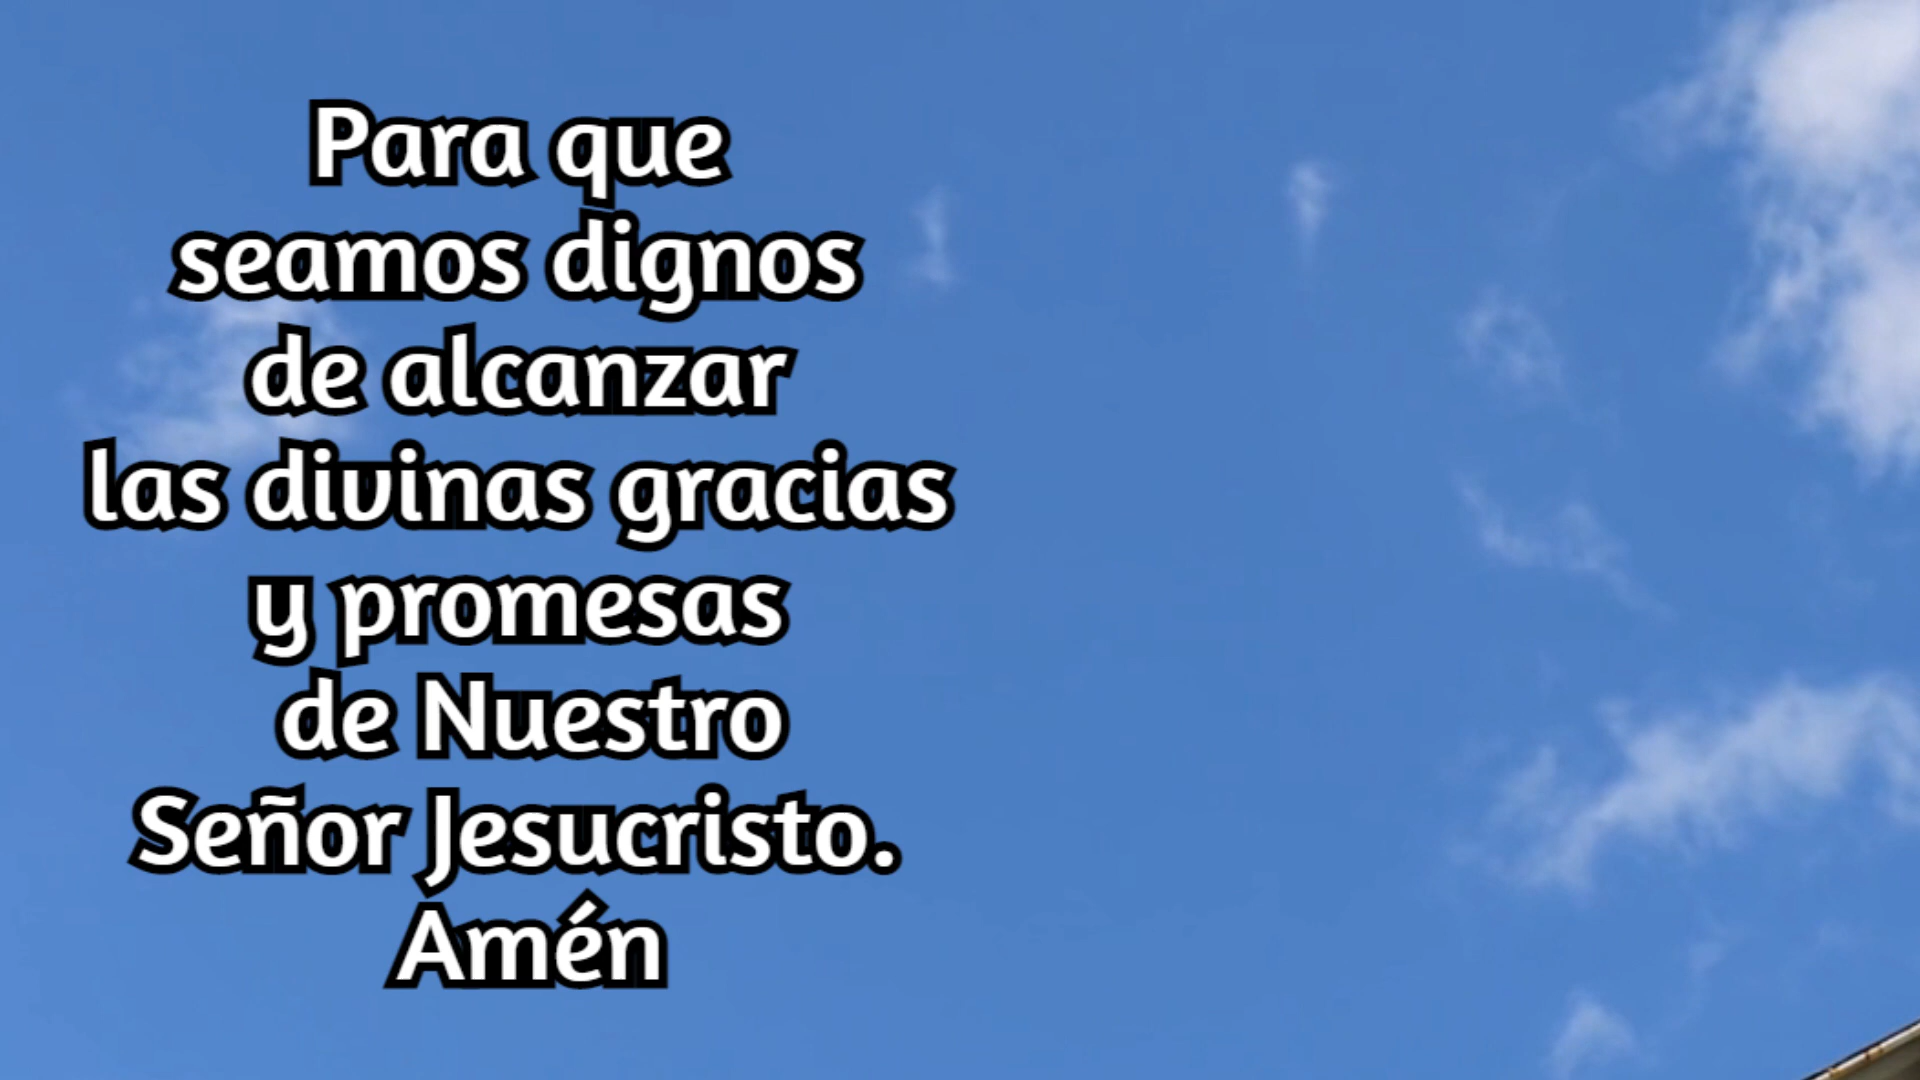 Para que
seamos dignos
de alcanzar
las divinas gracias
y promesas
de Nuestro
Señor Jesucristo.
Amén